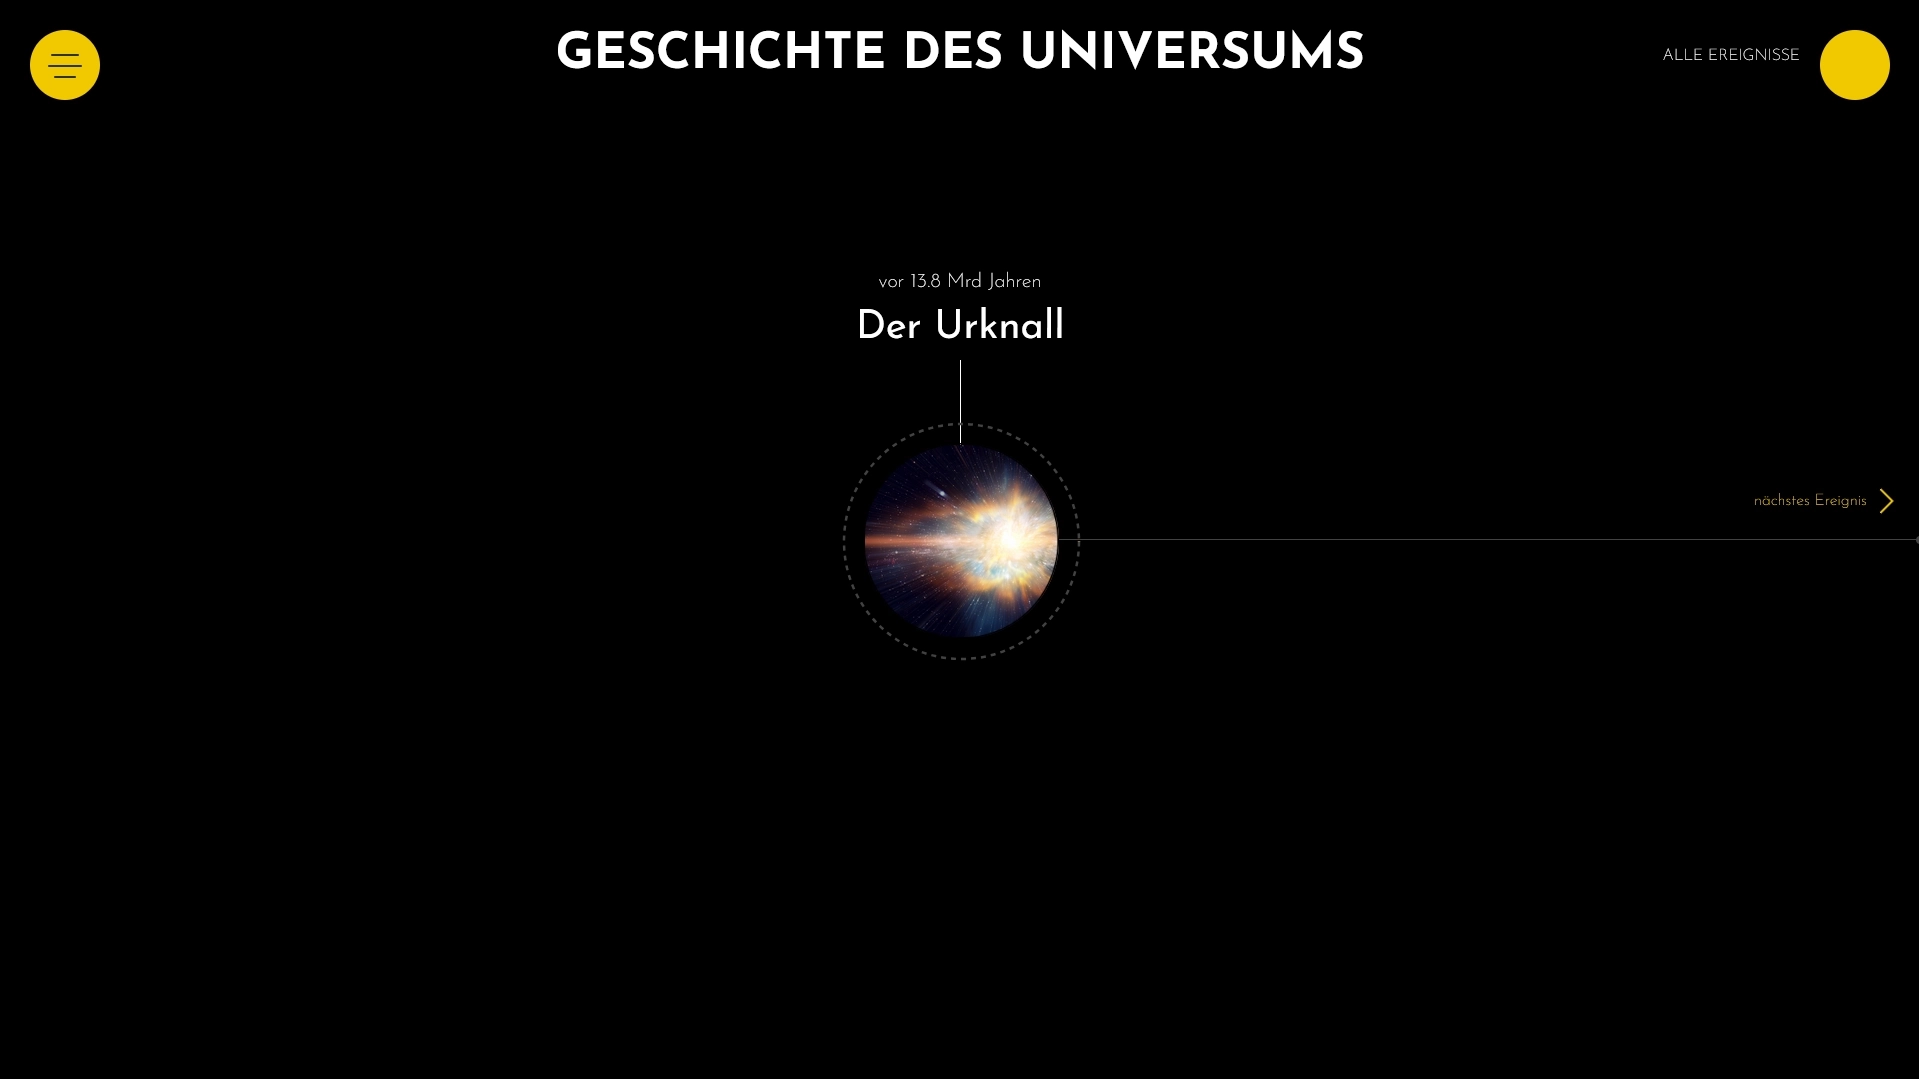 GESCHICHTE DES UNIVERSUMS
ALLE EREIGNISSE
vor 13.8 Mrd Jahren
Der Urknall
nächstes Ereignis